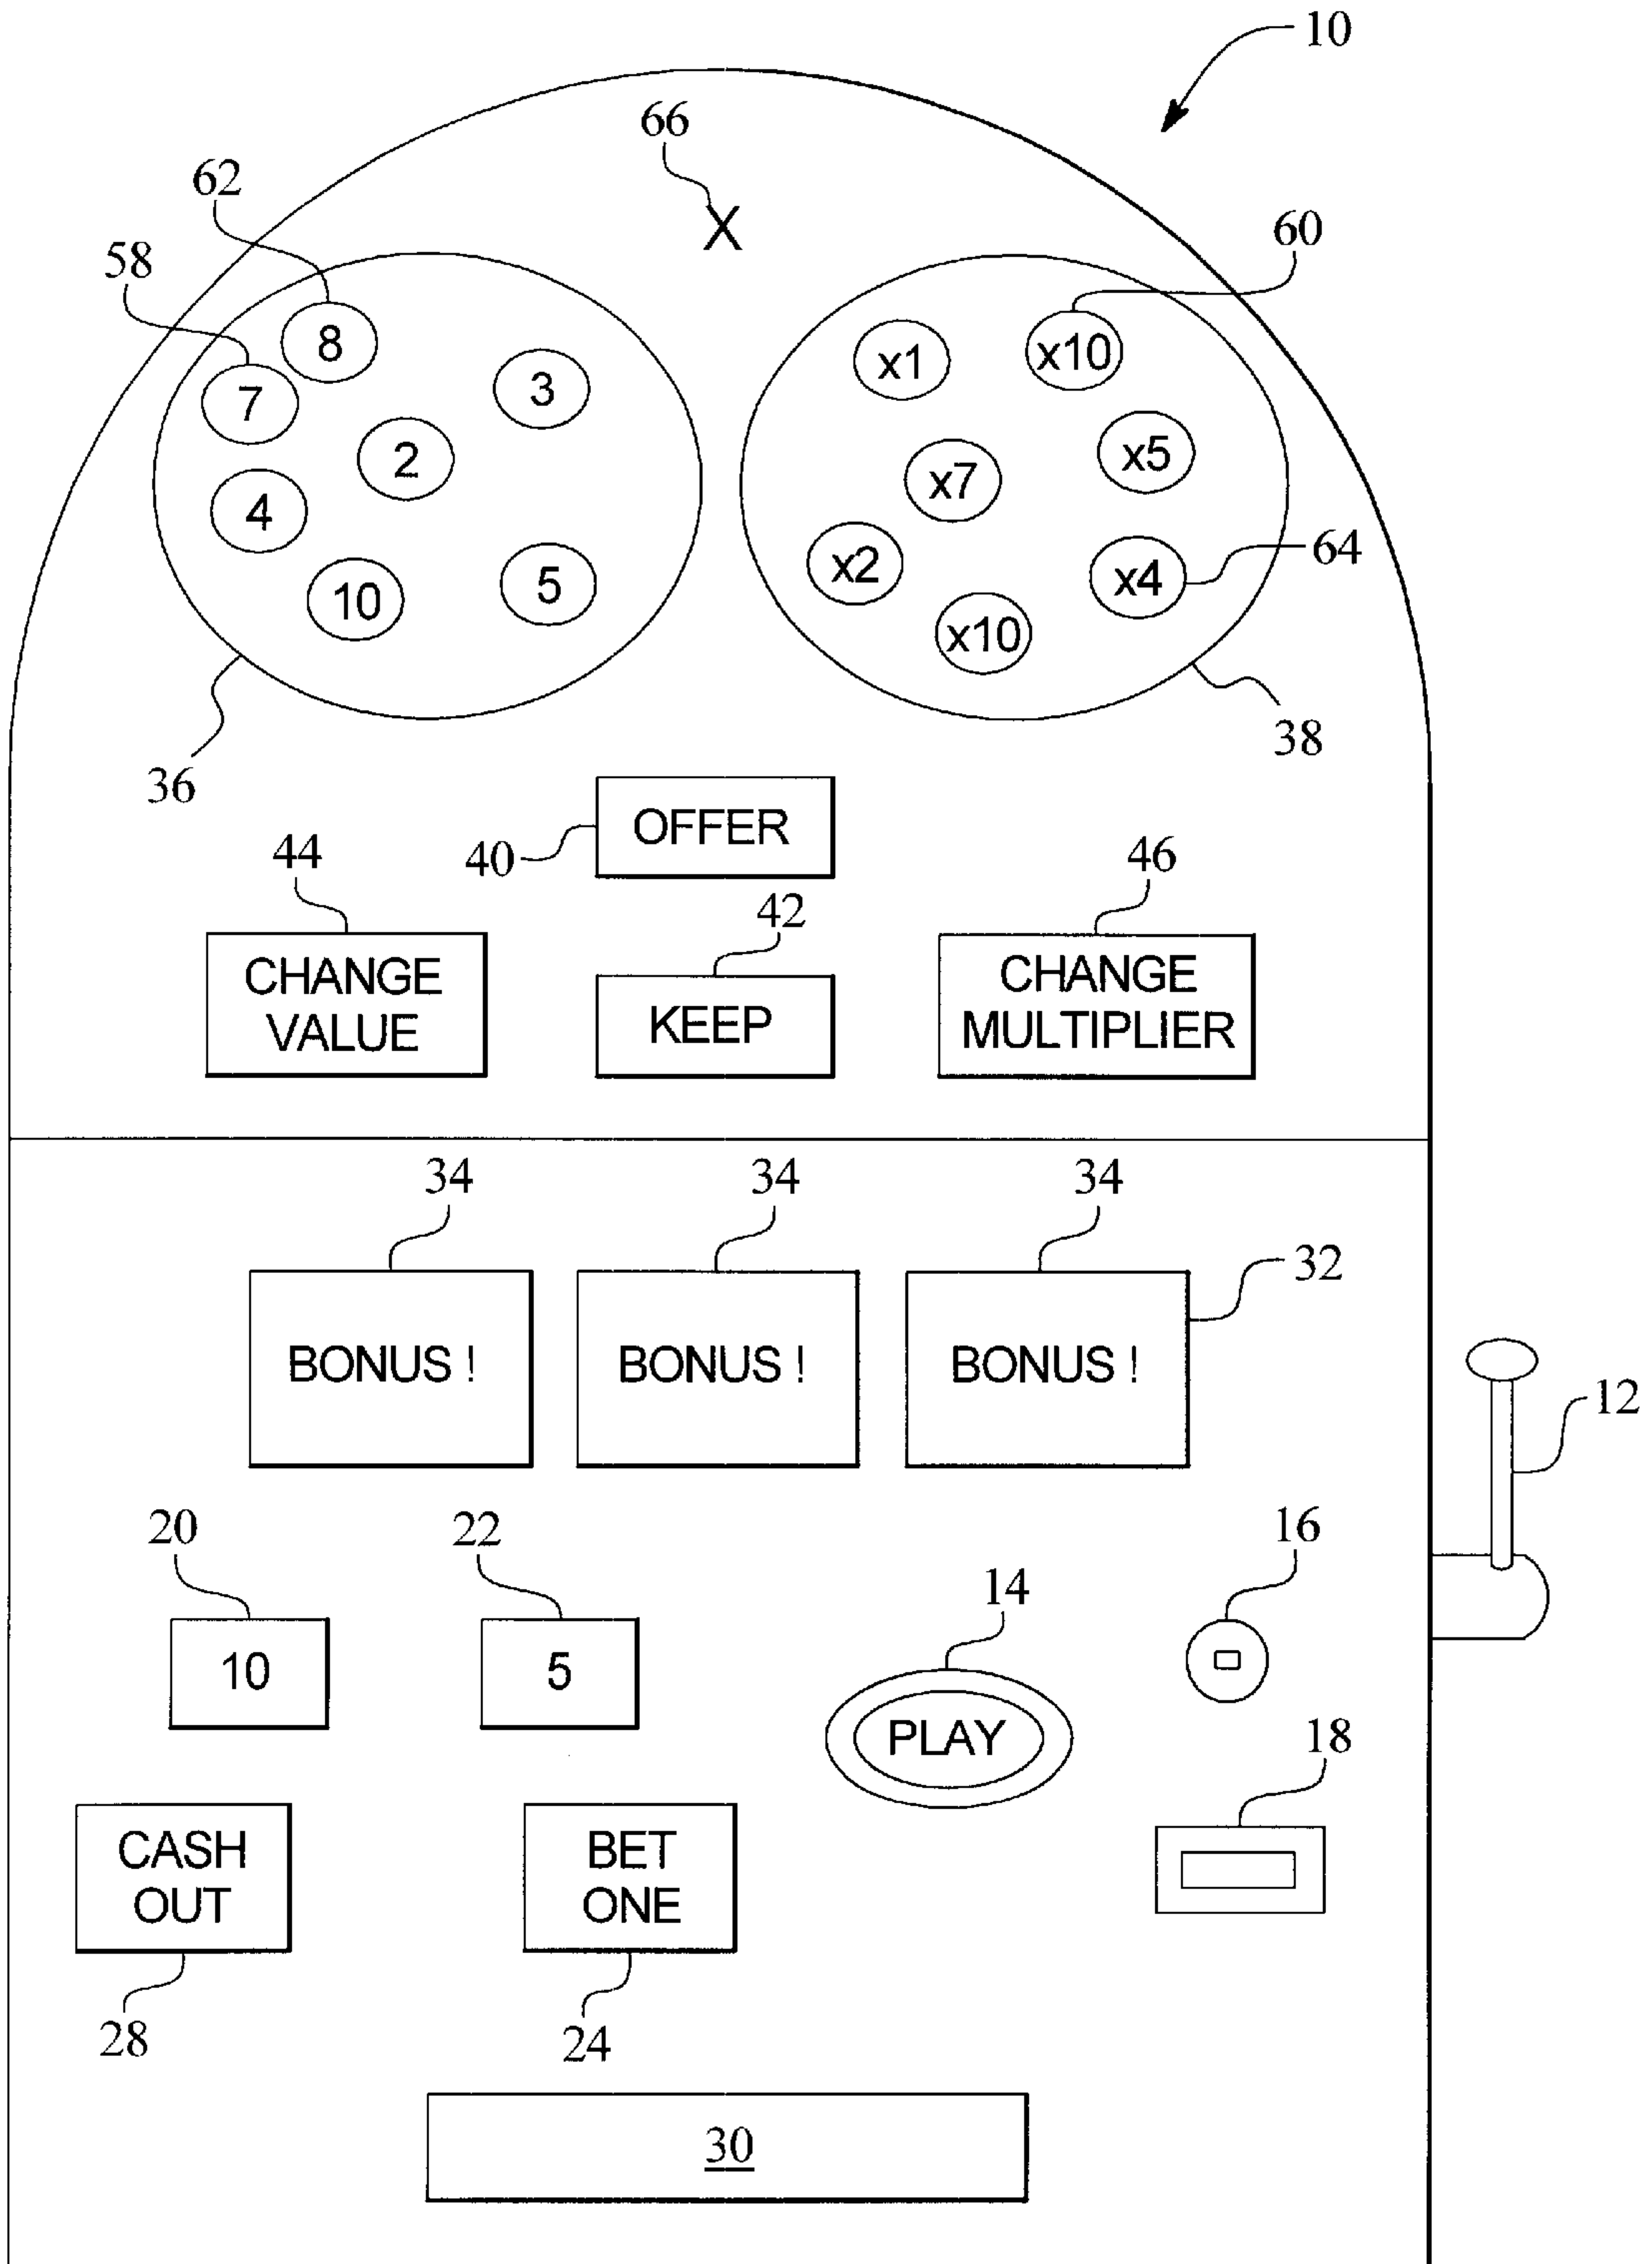 10
66
62
58
60
X
8
7
3
2
4
10
5
x1
x10
x5
x7
x2
x4
x10
64
36
38
OFFER
40
44
46
42
CHANGE
VALUE
KEEP
CHANGE
MULTIPLIER
34
34
34
32
BONUS !
BONUS !
BONUS !
12
20
22
14
16
10
5
PLAY
18
CASH
OUT
BET
ONE
28
24
30